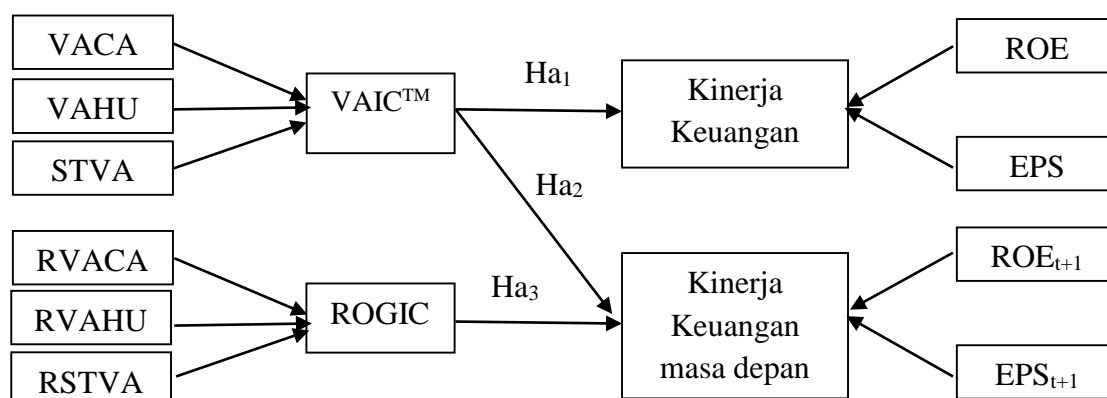 VACA
VAHU
STVA
VAIC™
Ha₁
Kinerja
Keuangan
ROE
EPS
Ha₂
RVACA
RVAHU
RSTVA
ROGIC
Ha₃
Kinerja
Keuangan
masa depan
ROEₜ₊₁
EPSₜ₊₁